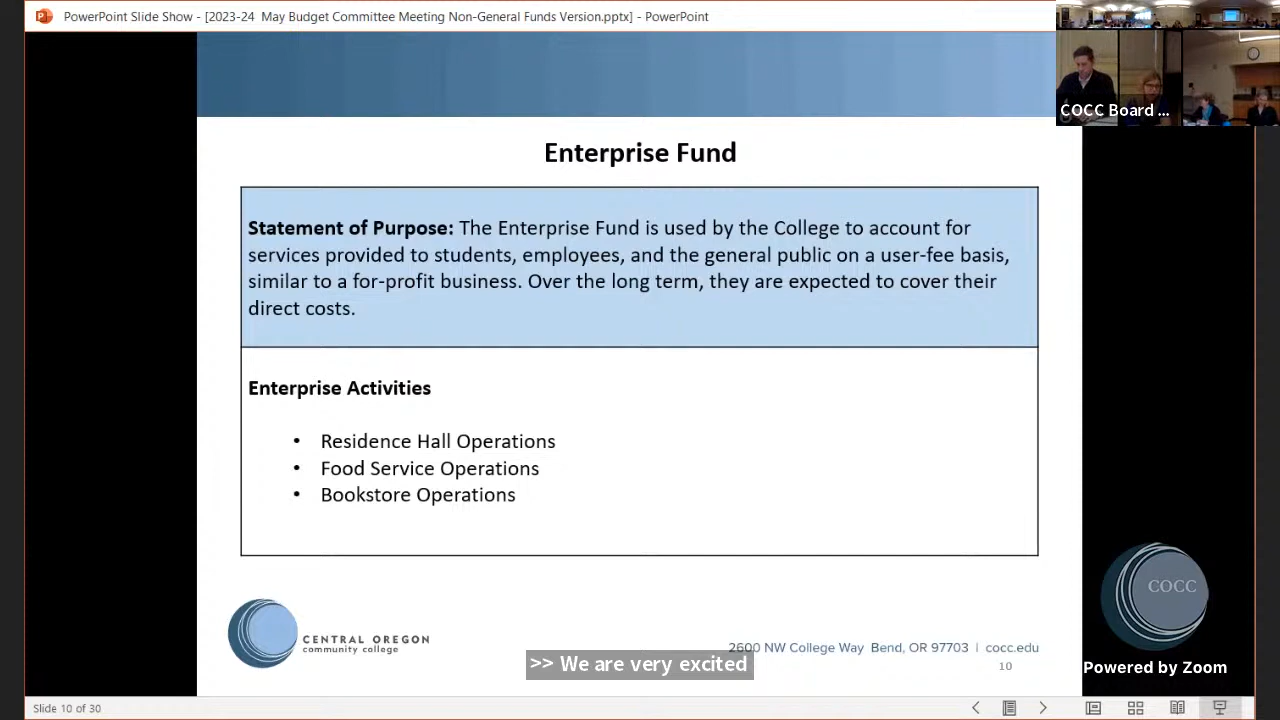 PowerPoint Slide Show - [2023-24 May Budget Committee Meeting Non-General Funds Version.pptx] - PowerPoint
COCC Board ...
Enterprise Fund
Statement of Purpose: The Enterprise Fund is used by the College to account for
services provided to students, employees, and the general public on a user-fee basis,
similar to a for-profit business. Over the long term, they are expected to cover their
direct costs.
Enterprise Activities
• Residence Hall Operations
• Food Service Operations
• Bookstore Operations
CENTRAL OREGON
community college
2600 NW College Way Bend, OR 97703 | cocc.edu
10
>> We are very excited
COCC
Powered by Zoom
Slide 10 of 30